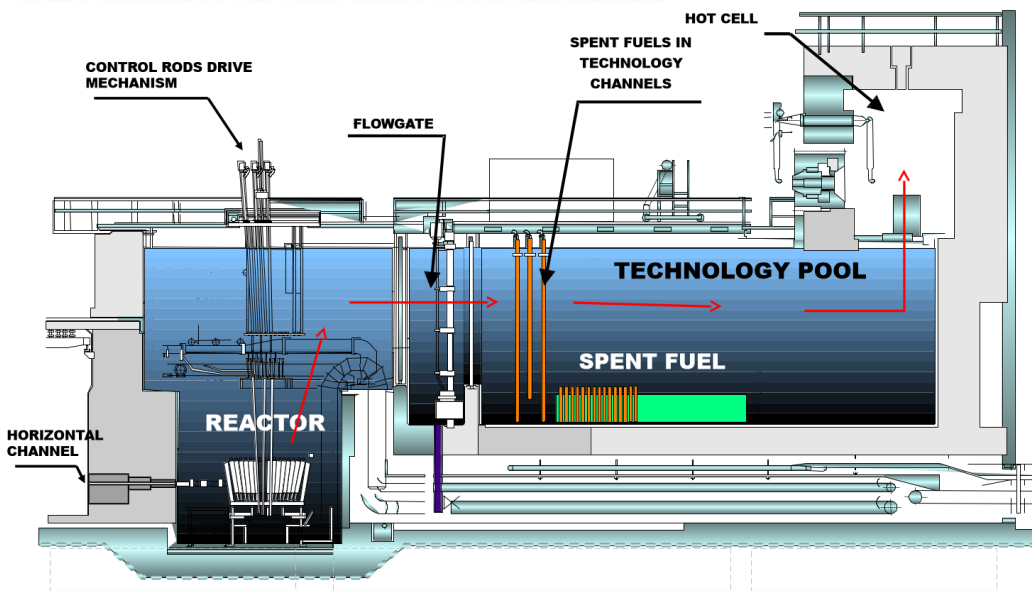 HOT CELL
SPENT FUELS IN
TECHNOLOGY
CHANNELS
CONTROL RODS DRIVE
MECHANISM
FLOWGATE
TECHNOLOGY POOL
SPENT FUEL
REACTOR
HORIZONTAL
CHANNEL